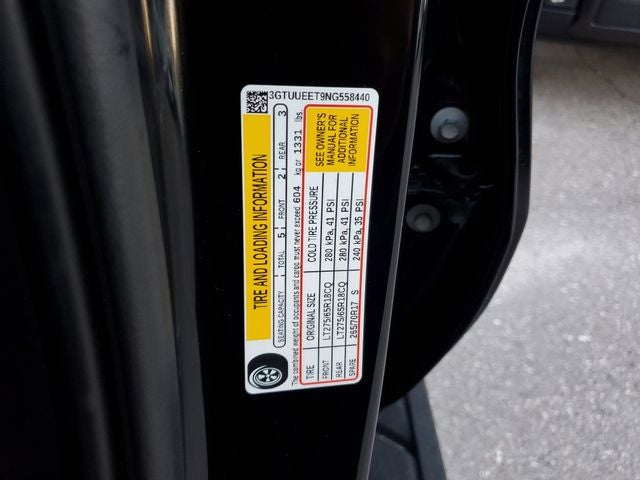 3GTUUEET9NG558440
TIRE AND LOADING INFORMATION
SEATING CAPACITY TOTAL 5 FRONT 2 REAR 3
The combined weight of occupants and cargo must never exceed 604 kg or 1331 lbs
TIRE ORIGINAL SIZE COLD TIRE PRESSURE
FRONT LT275/65R18CQ 280 kPa, 41 PSI
REAR LT275/65R18CQ 280 kPa, 41 PSI
SPARE 265/70R17 S 240 kPa, 35 PSI
SEE OWNER'S
MANUAL FOR
ADDITIONAL
INFORMATION